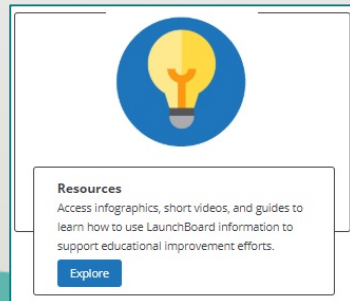 Resources
Access infographics, short videos, and guides to
learn how to use LaunchBoard information to
support educational improvement efforts.
Explore